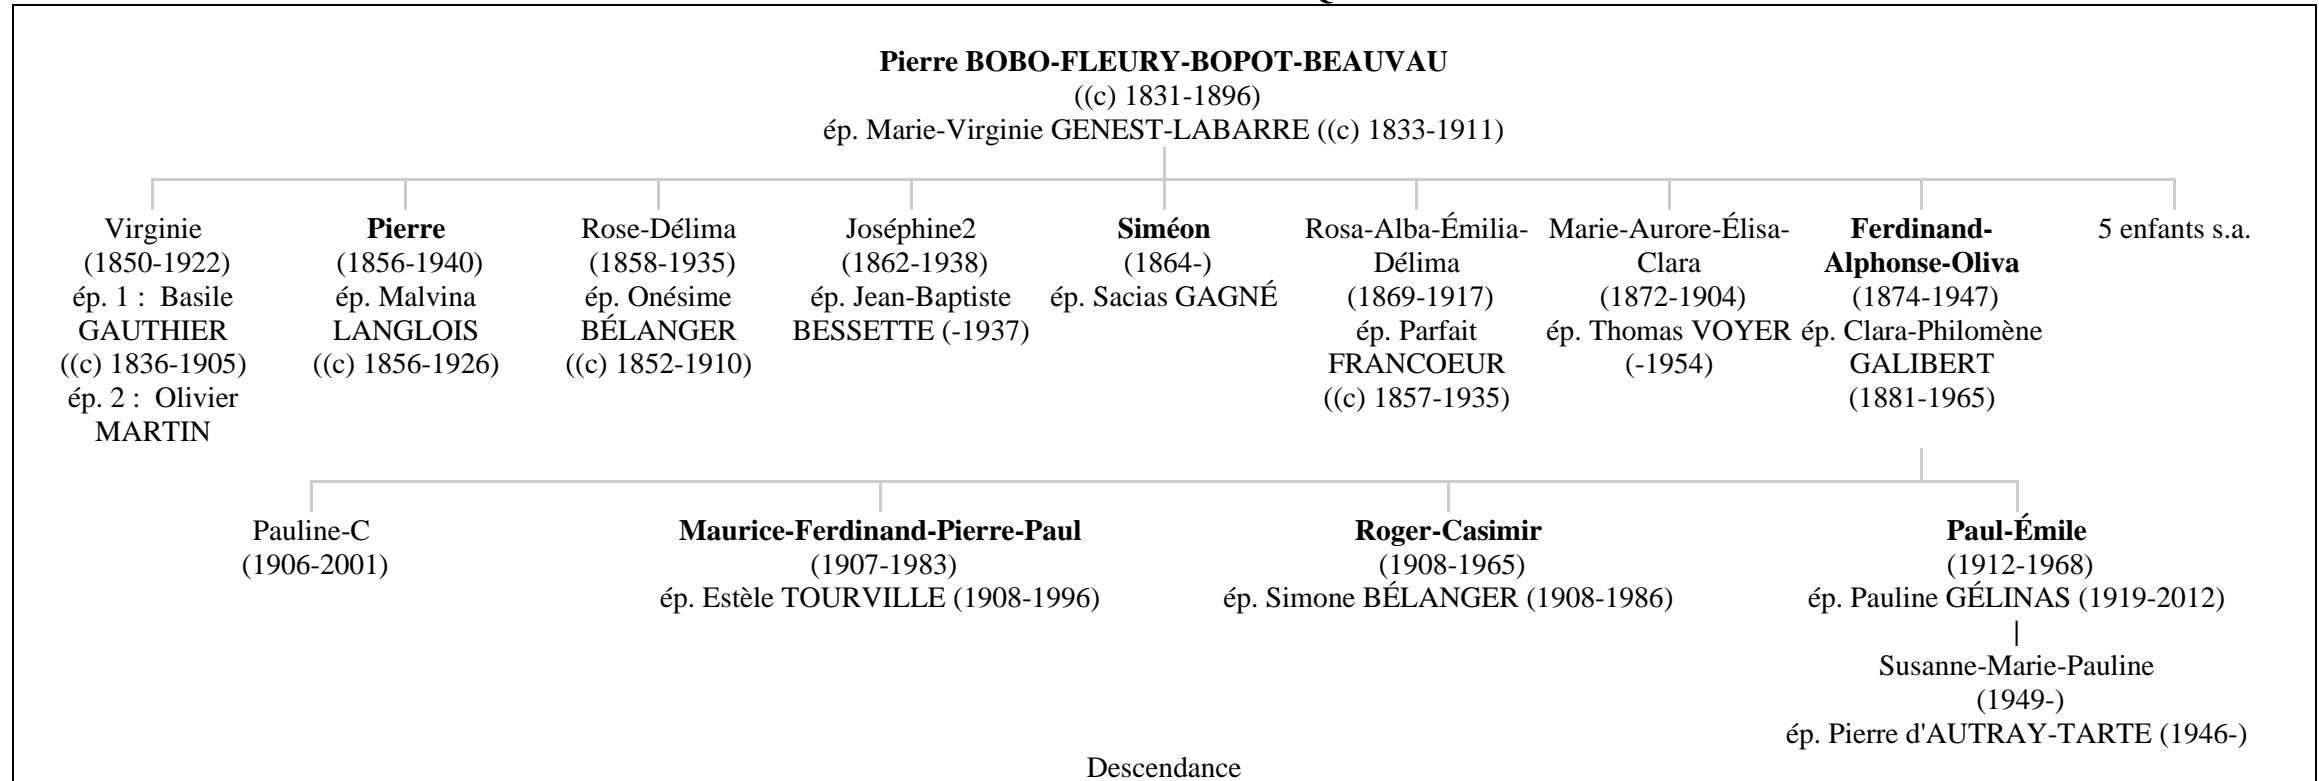 Pierre BOBO-FLEURY-BOPOT-BEAUVAU
((c) 1831-1896)
ép. Marie-Virginie GENEST-LABARRE ((c) 1833-1911)
Virginie
(1850-1922)
ép. 1 : Basile
GAUTHIER
((c) 1836-1905)
ép. 2 : Olivier
MARTIN
Pierre
(1856-1940)
ép. Malvina
LANGLOIS
((c) 1856-1926)
Rose-Délima
(1858-1935)
ép. Onésime
BÉLANGER
((c) 1852-1910)
Joséphine2
(1862-1938)
ép. Jean-Baptiste
BESSETTE (-1937)
Siméon
(1864-)
ép. Sacias GAGNÉ
Rosa-Alba-Émilia-
Délima
(1869-1917)
ép. Parfait
FRANCOEUR
((c) 1857-1935)
Marie-Aurore-Élisa-
Clara
(1872-1904)
ép. Thomas VOYER
(-1954)
Ferdinand-
Alphonse-Oliva
(1874-1947)
ép. Clara-Philomène
GALIBERT
(1881-1965)
5 enfants s.a.
Pauline-C
(1906-2001)
Maurice-Ferdinand-Pierre-Paul
(1907-1983)
ép. Estèle TOURVILLE (1908-1996)
Roger-Casimir
(1908-1965)
ép. Simone BÉLANGER (1908-1986)
Paul-Émile
(1912-1968)
ép. Pauline GÉLINAS (1919-2012)
|
Susanne-Marie-Pauline
(1949-)
ép. Pierre d'AUTRAY-TARTE (1946-)
Descendance